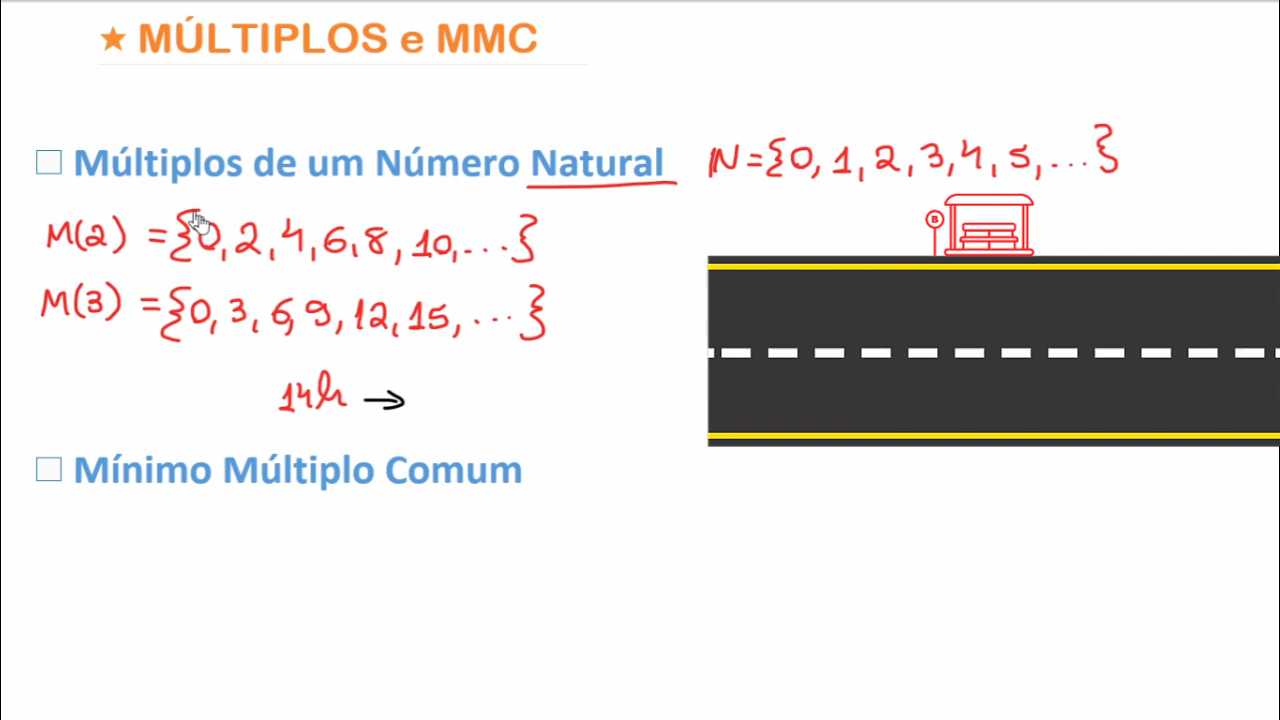 ★ MÚLTIPLOS e MMC
Múltiplos de um Número Natural
N={0, 1, 2, 3, 4, 5, ...}
B
M(2) ={0, 2, 4, 6, 8, 10, ...}
M(3) ={0, 3, 6, 9, 12, 15, ...}
14h →
Mínimo Múltiplo Comum